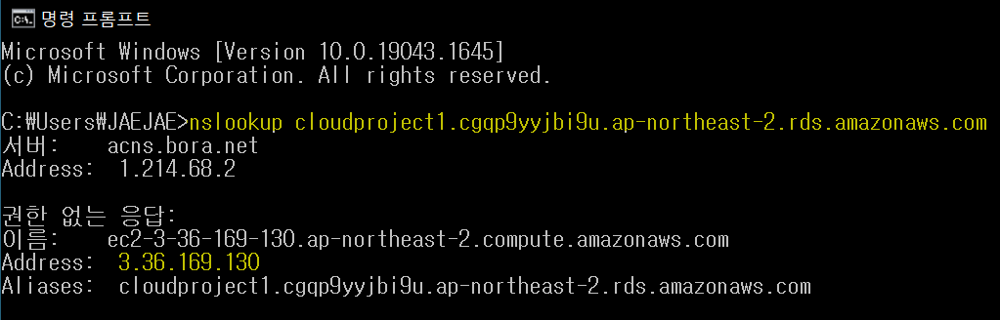 명령 프롬프트
Microsoft Windows [Version 10.0.19043.1645]
(c) Microsoft Corporation. All rights reserved.
C:₩Users₩JAEJAE>nslookup cloudproject1.cgqp9yyjbi9u.ap-northeast-2.rds.amazonaws.com
서버:    acns.bora.net
Address:  1.214.68.2
권한 없는 응답:
이름:    ec2-3-36-169-130.ap-northeast-2.compute.amazonaws.com
Address:  3.36.169.130
Aliases:  cloudproject1.cgqp9yyjbi9u.ap-northeast-2.rds.amazonaws.com